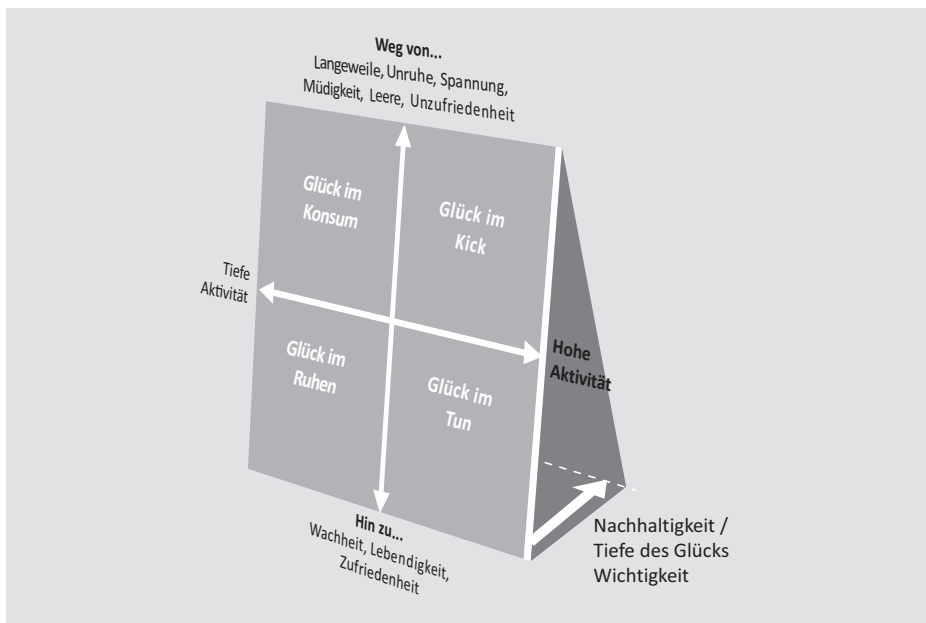 Weg von...
Langeweile, Unruhe, Spannung,
Müdigkeit, Leere, Unzufriedenheit
Glück im
Konsum
Glück im
Kick
Tiefe
Aktivität
Hohe
Aktivität
Glück im
Ruhen
Glück im
Tun
Hin zu...
Wachheit, Lebendigkeit,
Zufriedenheit
Nachhaltigkeit /
Tiefe des Glücks
Wichtigkeit